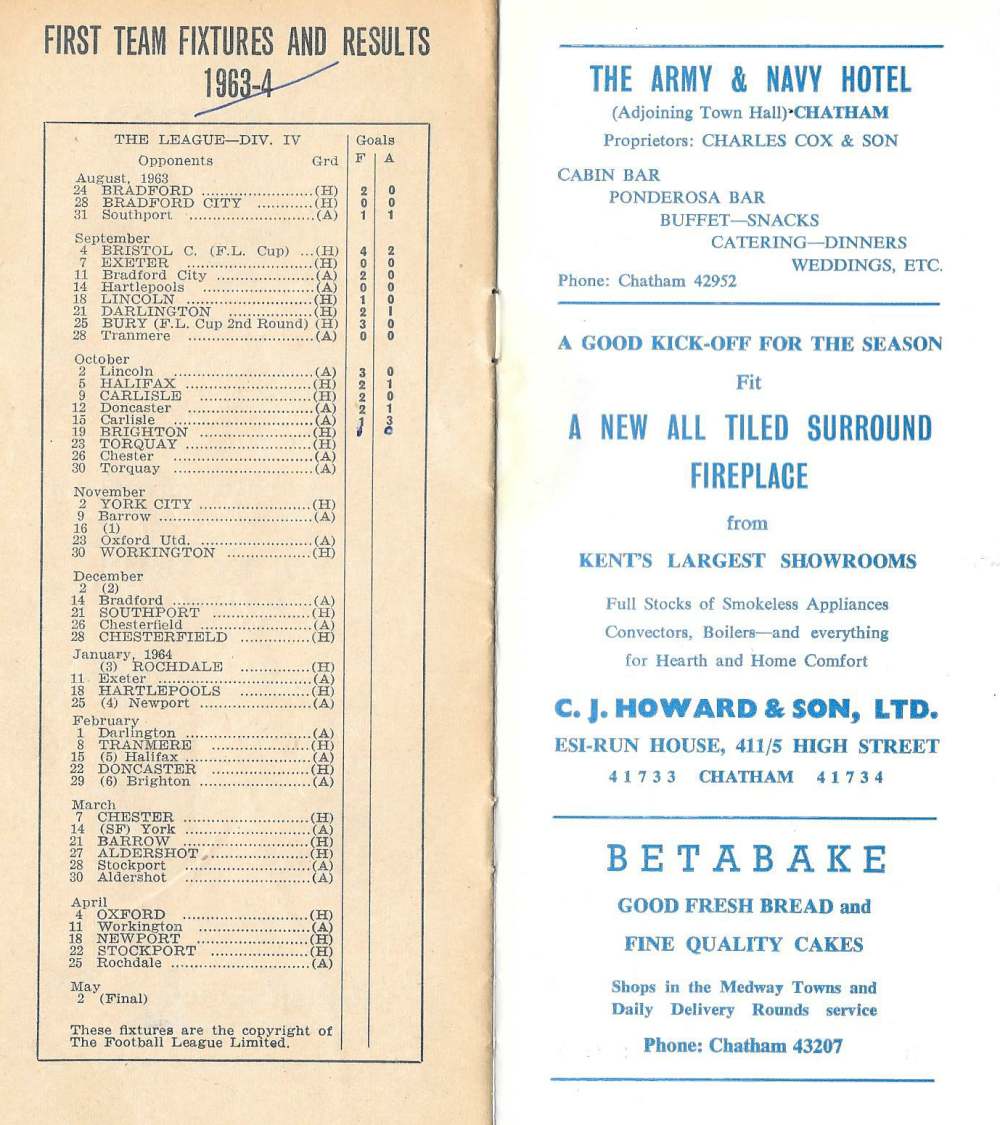 FIRST TEAM FIXTURES AND RESULTS
1963-4
THE LEAGUE—DIV. IV Goals
Opponents Grd F A
August, 1963
24 BRADFORD ........................(H) 2 0
28 BRADFORD CITY ............(H) 0 0
31 Southport ...........................(A) 1 1
September
4 BRISTOL C. (F.L. Cup) ...(H) 4 2
7 EXETER ...........................(H) 0 0
11 Bradford City .....................(A) 2 0
14 Hartlepools ........................(A) 0 0
18 LINCOLN ...........................(H) 1 0
21 DARLINGTON ..................(H) 2 1
25 BURY (F.L. Cup 2nd Round) (H) 3 0
28 Tranmere ...........................(A) 0 0
October
2 Lincoln ..............................(A) 3 0
5 HALIFAX ...........................(H) 2 1
9 CARLISLE ........................(H) 2 0
12 Doncaster ...........................(A) 2 1
15 Carlisle ..............................(A) 1 3
19 BRIGHTON ........................(H)
23 TORQUAY ...........................(H)
26 Chester ..............................(A)
30 Torquay ..............................(A)
November
2 YORK CITY ........................(H)
9 Barrow .................................(A)
16 (1)
23 Oxford Utd. ........................(A)
30 WORKINGTON ..................(H)
December
2 (2)
14 Bradford ..............................(A)
21 SOUTHPORT .....................(H)
26 Chesterfield ........................(A)
28 CHESTERFIELD ...............(H)
January, 1964
(3) ROCHDALE ...............(H)
11 Exeter .................................(A)
18 HARTLEPOOLS ...............(H)
25 (4) Newport ........................(A)
February
1 Darlington ...........................(A)
8 TRANMERE .....................(H)
15 (5) Halifax ...........................(A)
22 DONCASTER .....................(H)
29 (6) Brighton ........................(A)
March
7 CHESTER ...........................(H)
14 (SF) York ...........................(A)
21 BARROW ...........................(H)
27 ALDERSHOT .....................(H)
28 Stockport ...........................(A)
30 Aldershot ...........................(A)
April
4 OXFORD ...........................(H)
11 Workington ........................(A)
18 NEWPORT ........................(H)
22 STOCKPORT .....................(H)
25 Rochdale ..............................(A)
May
2 (Final)
These fixtures are the copyright of
The Football League Limited.
THE ARMY & NAVY HOTEL
(Adjoining Town Hall)·CHATHAM
Proprietors: CHARLES COX & SON
CABIN BAR
PONDEROSA BAR
BUFFET—SNACKS
CATERING—DINNERS
WEDDINGS, ETC.
Phone: Chatham 42952
A GOOD KICK-OFF FOR THE SEASON
Fit
A NEW ALL TILED SURROUND
FIREPLACE
from
KENT'S LARGEST SHOWROOMS
Full Stocks of Smokeless Appliances
Convectors, Boilers—and everything
for Hearth and Home Comfort
C. J. HOWARD & SON, LTD.
ESI-RUN HOUSE, 411/5 HIGH STREET
41733 CHATHAM 41734
BETABAKE
GOOD FRESH BREAD and
FINE QUALITY CAKES
Shops in the Medway Towns and
Daily Delivery Rounds service
Phone: Chatham 43207